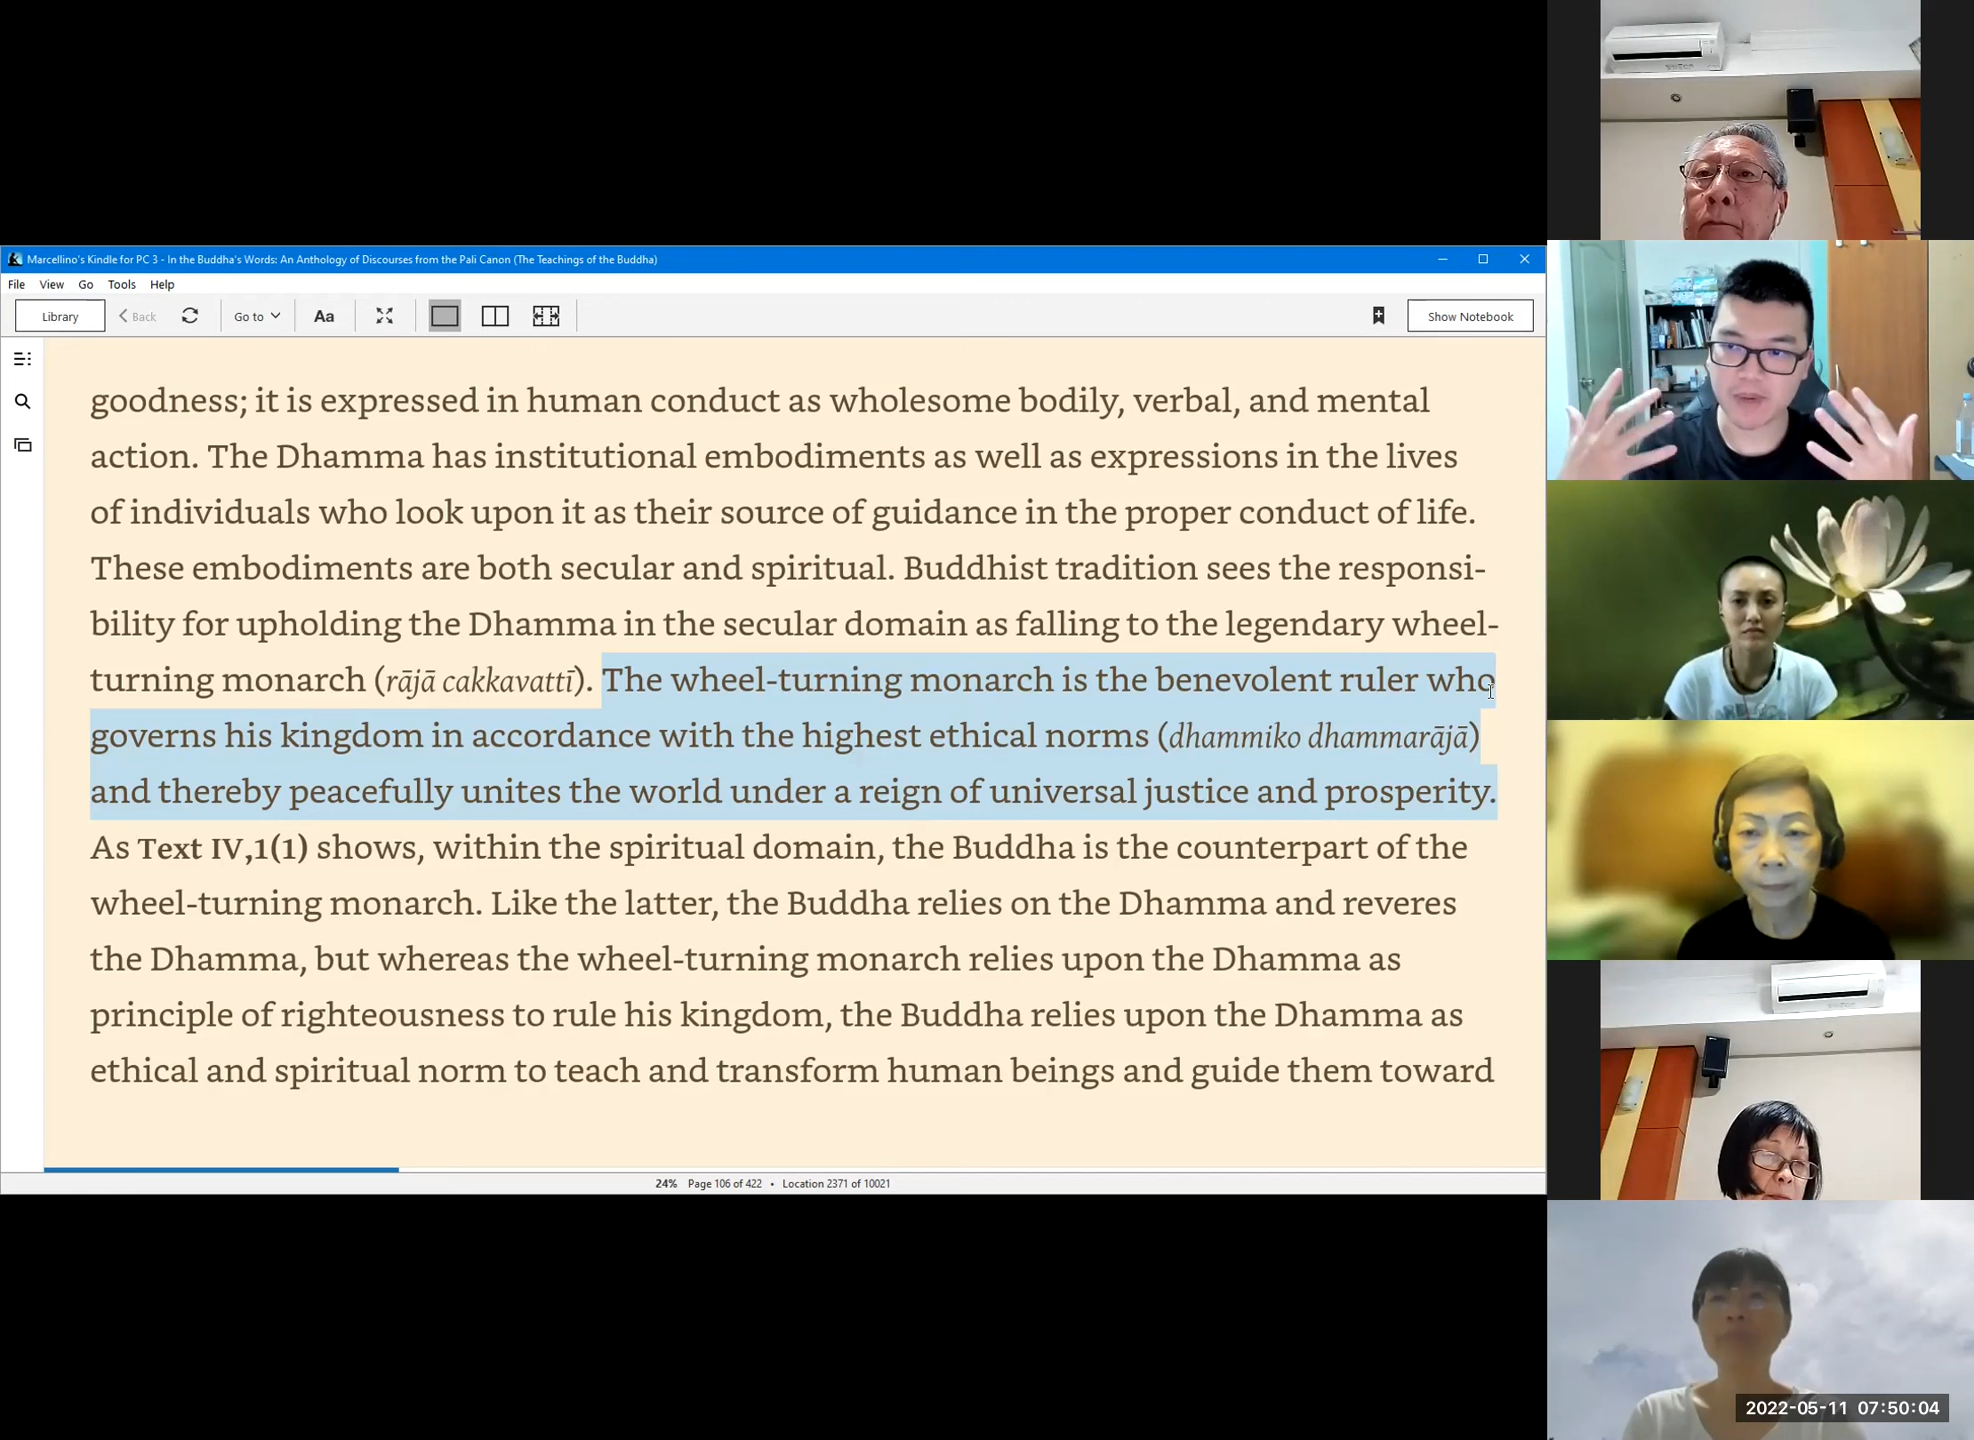 Marcellino's Kindle for PC 3 - In the Buddha's Words: An Anthology of Discourses from the Pali Canon (The Teachings of the Buddha)
File View Go Tools Help
Library Back Go to Aa Show Notebook
goodness; it is expressed in human conduct as wholesome bodily, verbal, and mental
action. The Dhamma has institutional embodiments as well as expressions in the lives
of individuals who look upon it as their source of guidance in the proper conduct of life.
These embodiments are both secular and spiritual. Buddhist tradition sees the responsi-
bility for upholding the Dhamma in the secular domain as falling to the legendary wheel-
turning monarch (rājā cakkavattī). The wheel-turning monarch is the benevolent ruler who
governs his kingdom in accordance with the highest ethical norms (dhammiko dhammarājā)
and thereby peacefully unites the world under a reign of universal justice and prosperity.
As Text IV,1(1) shows, within the spiritual domain, the Buddha is the counterpart of the
wheel-turning monarch. Like the latter, the Buddha relies on the Dhamma and reveres
the Dhamma, but whereas the wheel-turning monarch relies upon the Dhamma as
principle of righteousness to rule his kingdom, the Buddha relies upon the Dhamma as
ethical and spiritual norm to teach and transform human beings and guide them toward
24% Page 106 of 422 • Location 2371 of 10021
2022-05-11 07:50:04